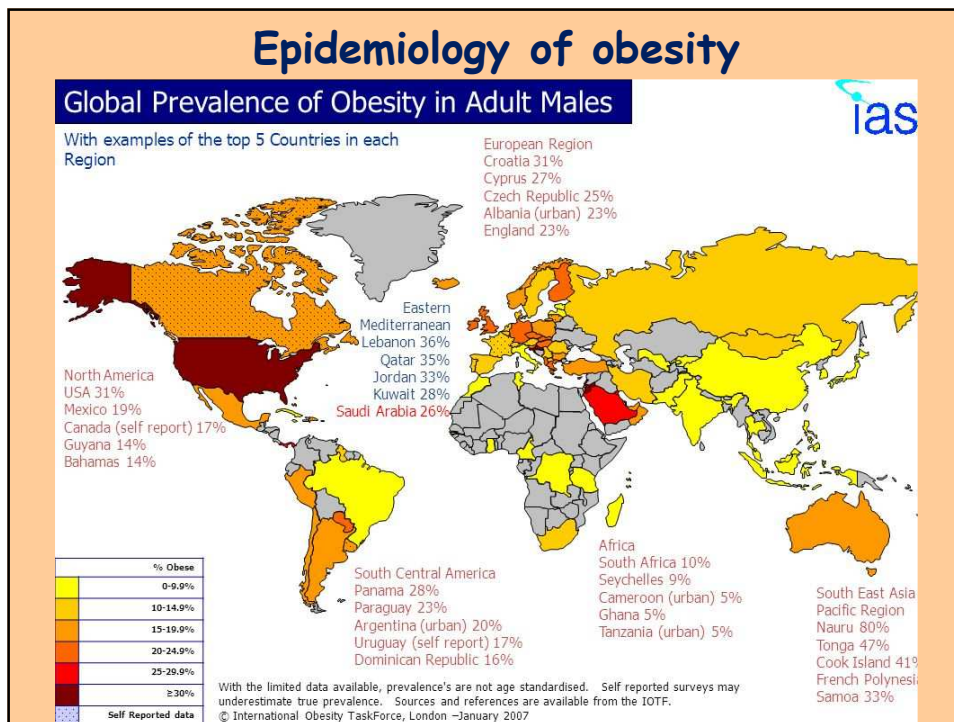 Epidemiology of obesity
Global Prevalence of Obesity in Adult Males
ias
With examples of the top 5 Countries in each
Region
European Region
Croatia 31%
Cyprus 27%
Czech Republic 25%
Albania (urban) 23%
England 23%
Eastern
Mediterranean
Lebanon 36%
Qatar 35%
Jordan 33%
Kuwait 28%
Saudi Arabia 26%
North America
USA 31%
Mexico 19%
Canada (self report) 17%
Guyana 14%
Bahamas 14%
South Central America
Panama 28%
Paraguay 23%
Argentina (urban) 20%
Uruguay (self report) 17%
Dominican Republic 16%
Africa
South Africa 10%
Seychelles 9%
Cameroon (urban) 5%
Ghana 5%
Tanzania (urban) 5%
South East Asia
Pacific Region
Nauru 80%
Tonga 47%
Cook Island 41%
French
Samoa 33%
% Obese
0-9.9%
10-14.9%
15-19.9%
20-24.9%
25-29.9%
≥30%
Self Reported data
With the limited data available, prevalence's are not age standardised. Self reported surveys may
underestimate true prevalence. Sources and references are available from the IOTF.
© International Obesity TaskForce, London –January 2007